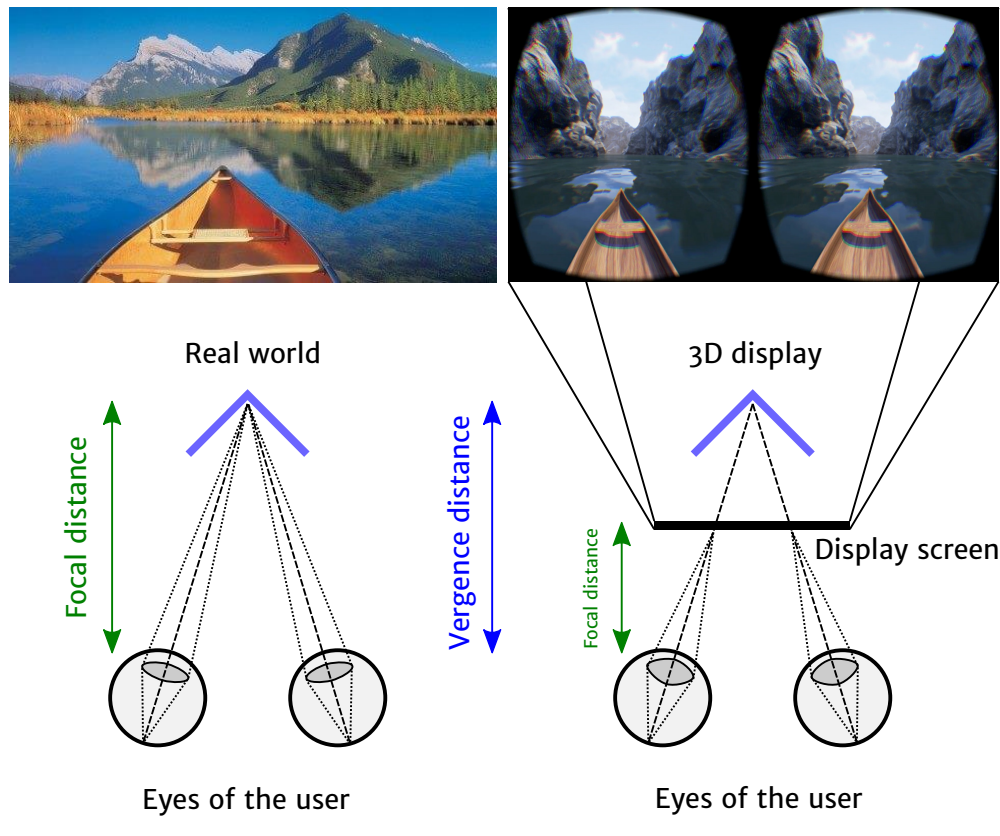 Real world
3D display
Focal distance
Vergence distance
Focal distance
Display screen
Eyes of the user
Eyes of the user